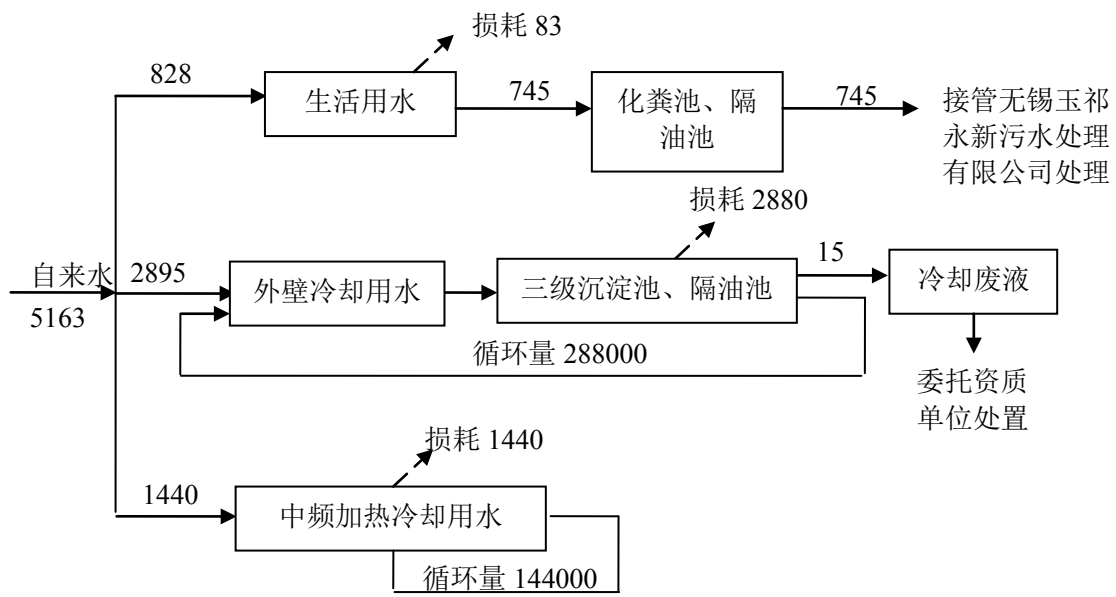 损耗 83
828
生活用水
745
化粪池、隔
油池
745
接管无锡玉祁
永新污水处理
有限公司处理
损耗 2880
自来水
5163
2895
外壁冷却用水
三级沉淀池、隔油池
15
冷却废液
循环量 288000
委托资质
单位处置
损耗 1440
1440
中频加热冷却用水
循环量 144000